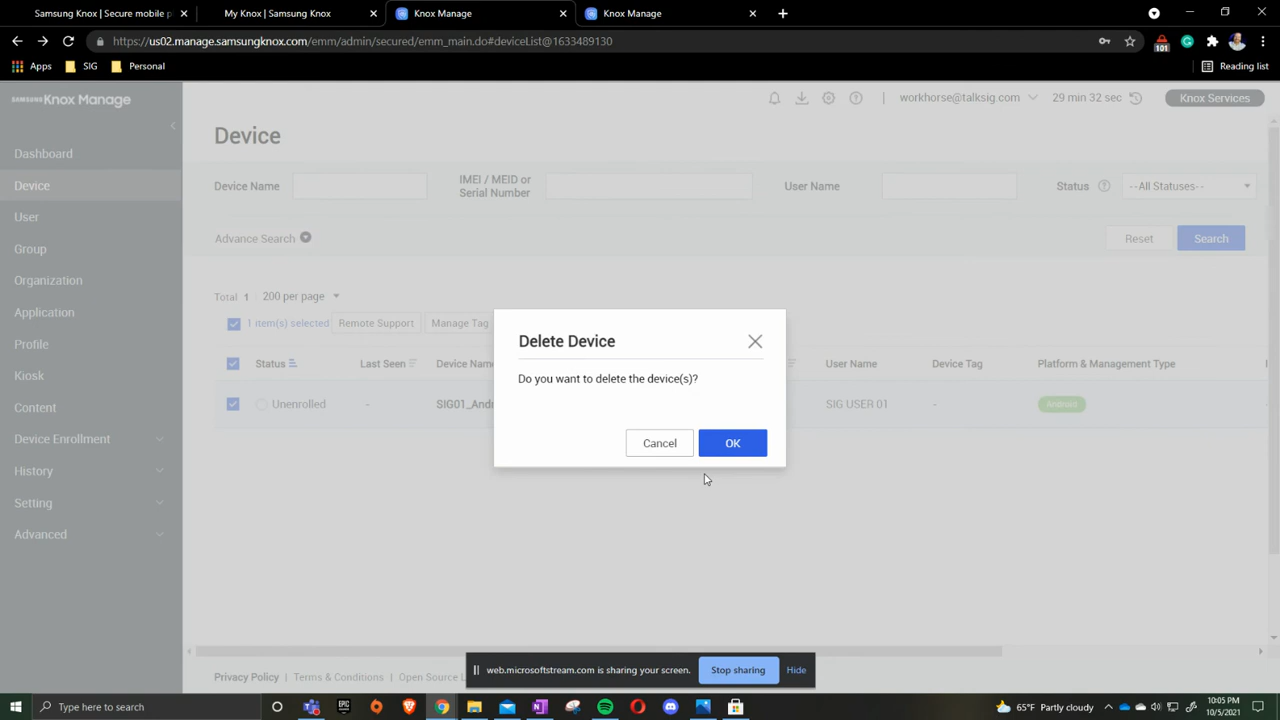 Samsung Knox | Secure mobile p
My Knox | Samsung Knox
Knox Manage
Knox Manage
https://us02.manage.samsungknox.com/emm/admin/secured/emm_main.do#deviceList@1633489130
101
Apps
SIG
Personal
Reading list
SAMSUNG Knox Manage
workhorse@talksig.com
29 min 32 sec
Knox Services
Dashboard
Device
User
Group
Organization
Application
Profile
Kiosk
Content
Device Enrollment
History
Setting
Advanced
Device
Device Name
IMEI / MEID or
Serial Number
User Name
Status
--All Statuses--
Advance Search
Reset
Search
Total 1
200 per page
1 item(s) selected
Remote Support
Manage Tag
Status
Last Seen
Device Name
User Name
Device Tag
Platform & Management Type
Unenrolled
-
SIG01_And
SIG USER 01
-
Android
Delete Device
Do you want to delete the device(s)?
Cancel
OK
web.microsoftstream.com is sharing your screen.
Stop sharing
Hide
Privacy Policy
Terms & Conditions
Open Source L
Type here to search
65°F Partly cloudy
10:05 PM
10/5/2021